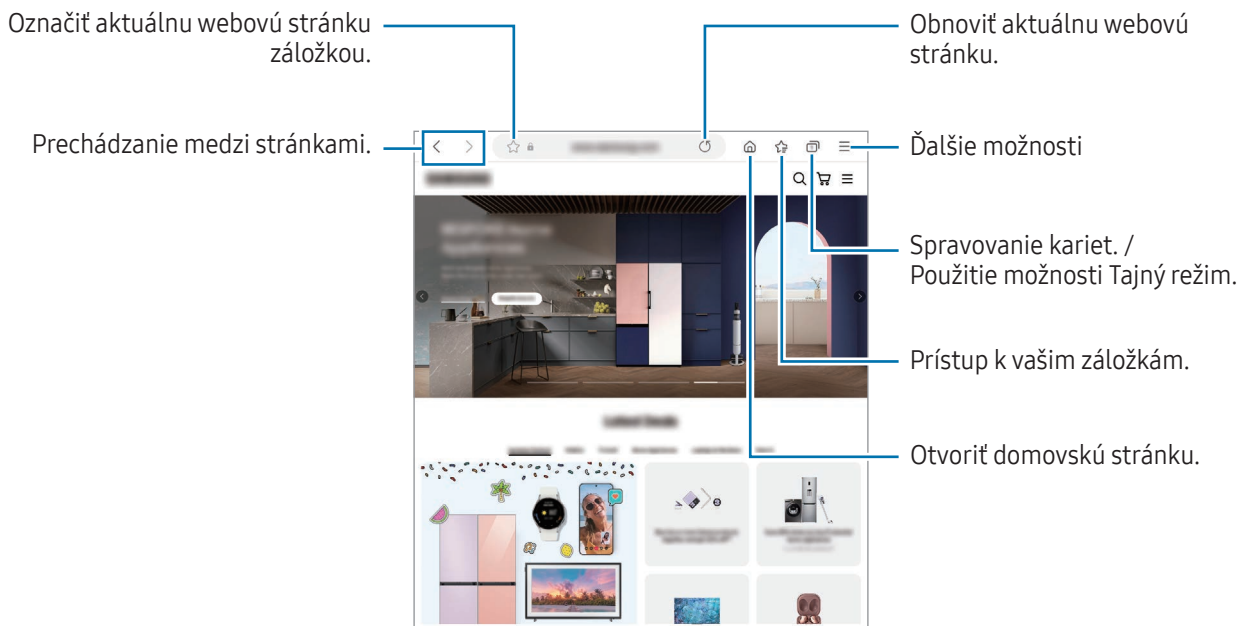 Označiť aktuálnu webovú stránku
záložkou.
Prechádzanie medzi stránkami.
Obnoviť aktuálnu webovú
stránku.
Ďalšie možnosti
Spravovanie kariet. /
Použitie možnosti Tajný režim.
Prístup k vašim záložkám.
Otvoriť domovskú stránku.